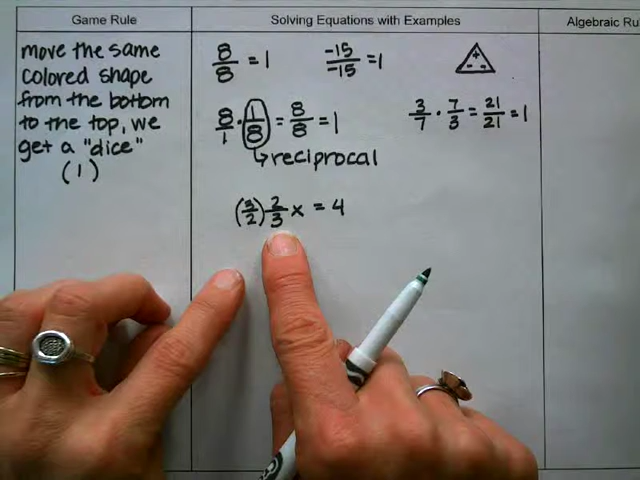 Game Rule
Solving Equations with Examples
Algebraic Ru
move the same
colored shape
from the bottom
to the top, we
get a "dice"
(1)
8/8 = 1
-15/-15 = 1
8/1 · 1/8 = 8/8 = 1
reciprocal
3/7 · 7/3 = 21/21 = 1
(3/2) 2/3 x = 4